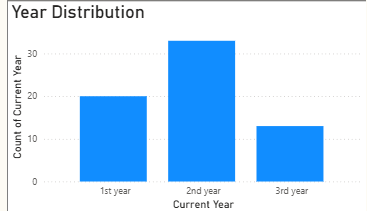 Year Distribution
Count of Current Year
30
20
10
0
1st year
2nd year
3rd year
Current Year